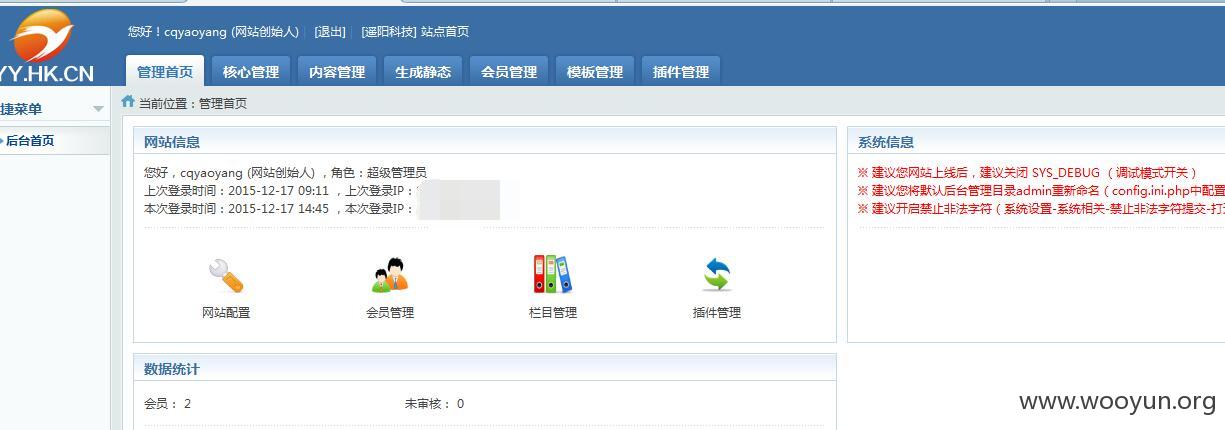 您好！cqyaoyang (网站创始人) [退出] [遥阳科技] 站点首页
YY.HK.CN
管理首页 核心管理 内容管理 生成静态 会员管理 模板管理 插件管理
捷菜单
当前位置：管理首页
后台首页
网站信息
您好，cqyaoyang (网站创始人) ，角色：超级管理员
上次登录时间：2015-12-17 09:11 ，上次登录IP：
本次登录时间：2015-12-17 14:45 ，本次登录IP：
网站配置 会员管理 栏目管理 插件管理
系统信息
※ 建议您网站上线后，建议关闭 SYS_DEBUG （ 调试模式开关 ）
※ 建议您将默认后台管理目录admin重新命名（ config.ini.php中配置
※ 建议开启禁止非法字符（ 系统设置-系统相关-禁止非法字符提交-打开
数据统计
会员： 2 未审核： 0
www.wooyun.org